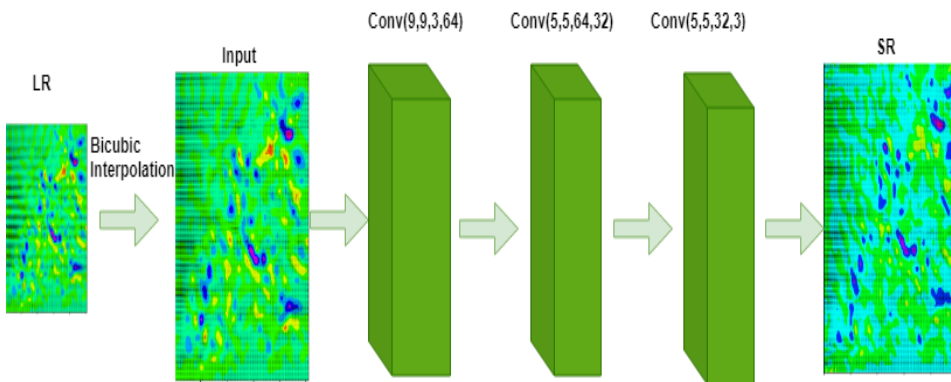 LR
Bicubic
Interpolation
Input
Conv(9,9,3,64)
Conv(5,5,64,32)
Conv(5,5,32,3)
SR